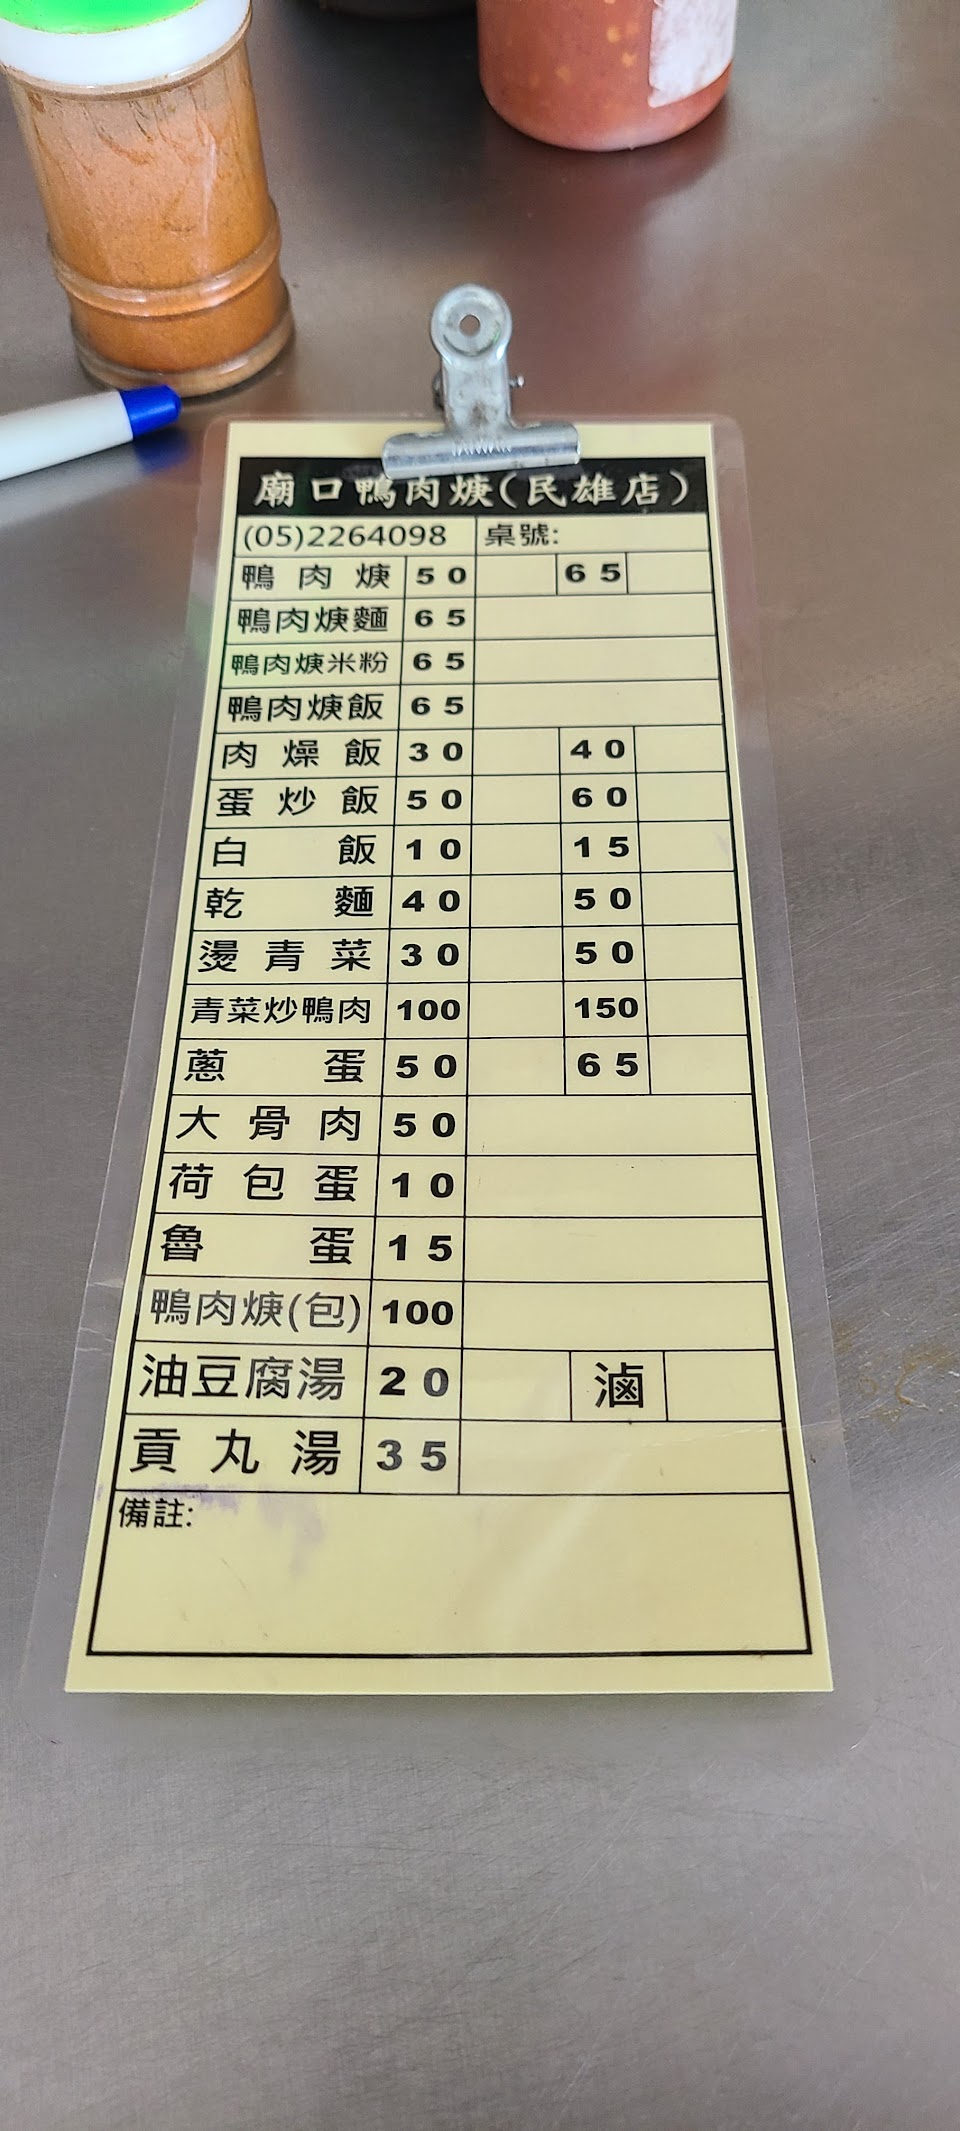 廟口鴨肉焿(民雄店)
(05)2264098 桌號:
鴨肉焿 50 65
鴨肉焿麵 65
鴨肉焿米粉 65
鴨肉焿飯 65
肉燥飯 30 40
蛋炒飯 50 60
白飯 10 15
乾麵 40 50
燙青菜 30 50
青菜炒鴨肉 100 150
蔥蛋 50 65
大骨肉 50
荷包蛋 10
魯蛋 15
鴨肉焿(包) 100
油豆腐湯 20 滷
貢丸湯 35
備註: